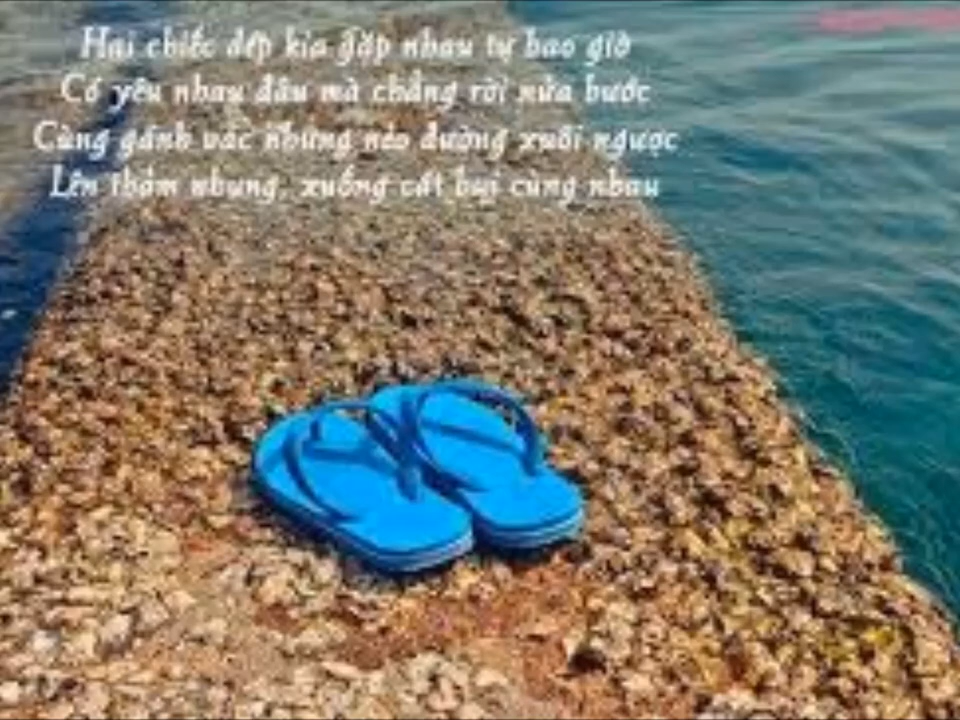 Hai chiếc dép kia gặp nhau tự bao giờ
Có yêu nhau đâu mà chẳng rời nửa bước
Cùng gánh vác những nẻo đường xuôi ngược
Lên thảm nhung, xuống cát bụi cùng nhau